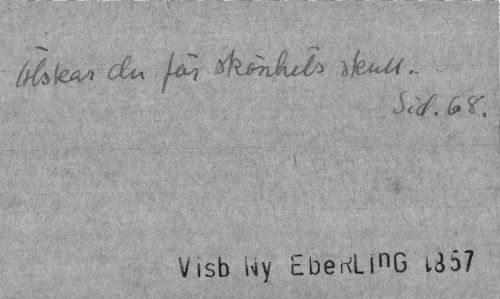 Älskar du för skönhets skull.
Sid. 68.
Visb Ny EbeRLInG 1857